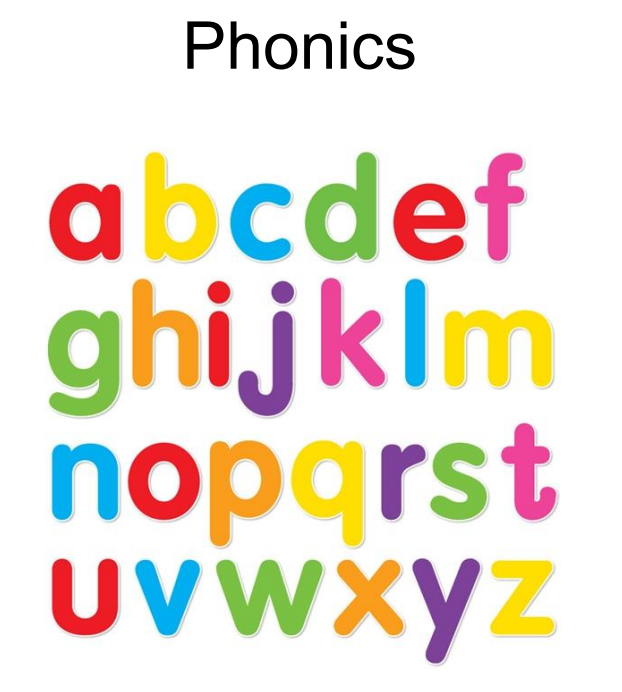 Phonics
abcdef
ghijklm
nopqrst
uvwxyz